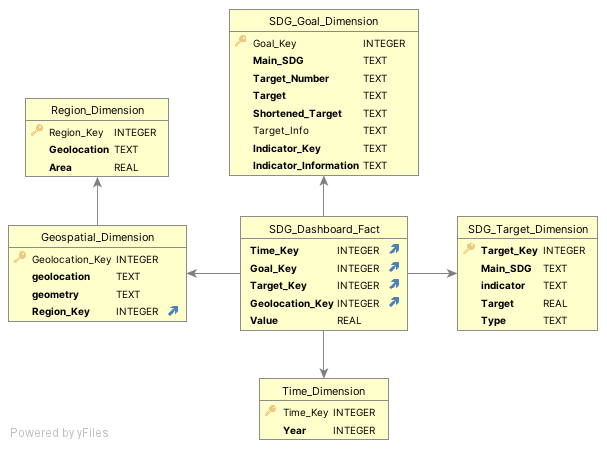 SDG_Goal_Dimension
Goal_Key INTEGER
Main_SDG TEXT
Target_Number TEXT
Target TEXT
Shortened_Target TEXT
Target_Info TEXT
Indicator_Key TEXT
Indicator_Information TEXT
Region_Dimension
Region_Key INTEGER
Geolocation TEXT
Area REAL
Geospatial_Dimension
Geolocation_Key INTEGER
geolocation TEXT
geometry TEXT
Region_Key INTEGER
SDG_Dashboard_Fact
Time_Key INTEGER
Goal_Key INTEGER
Target_Key INTEGER
Geolocation_Key INTEGER
Value REAL
SDG_Target_Dimension
Target_Key INTEGER
Main_SDG TEXT
indicator TEXT
Target REAL
Type TEXT
Time_Dimension
Time_Key INTEGER
Year INTEGER
Powered by yFiles